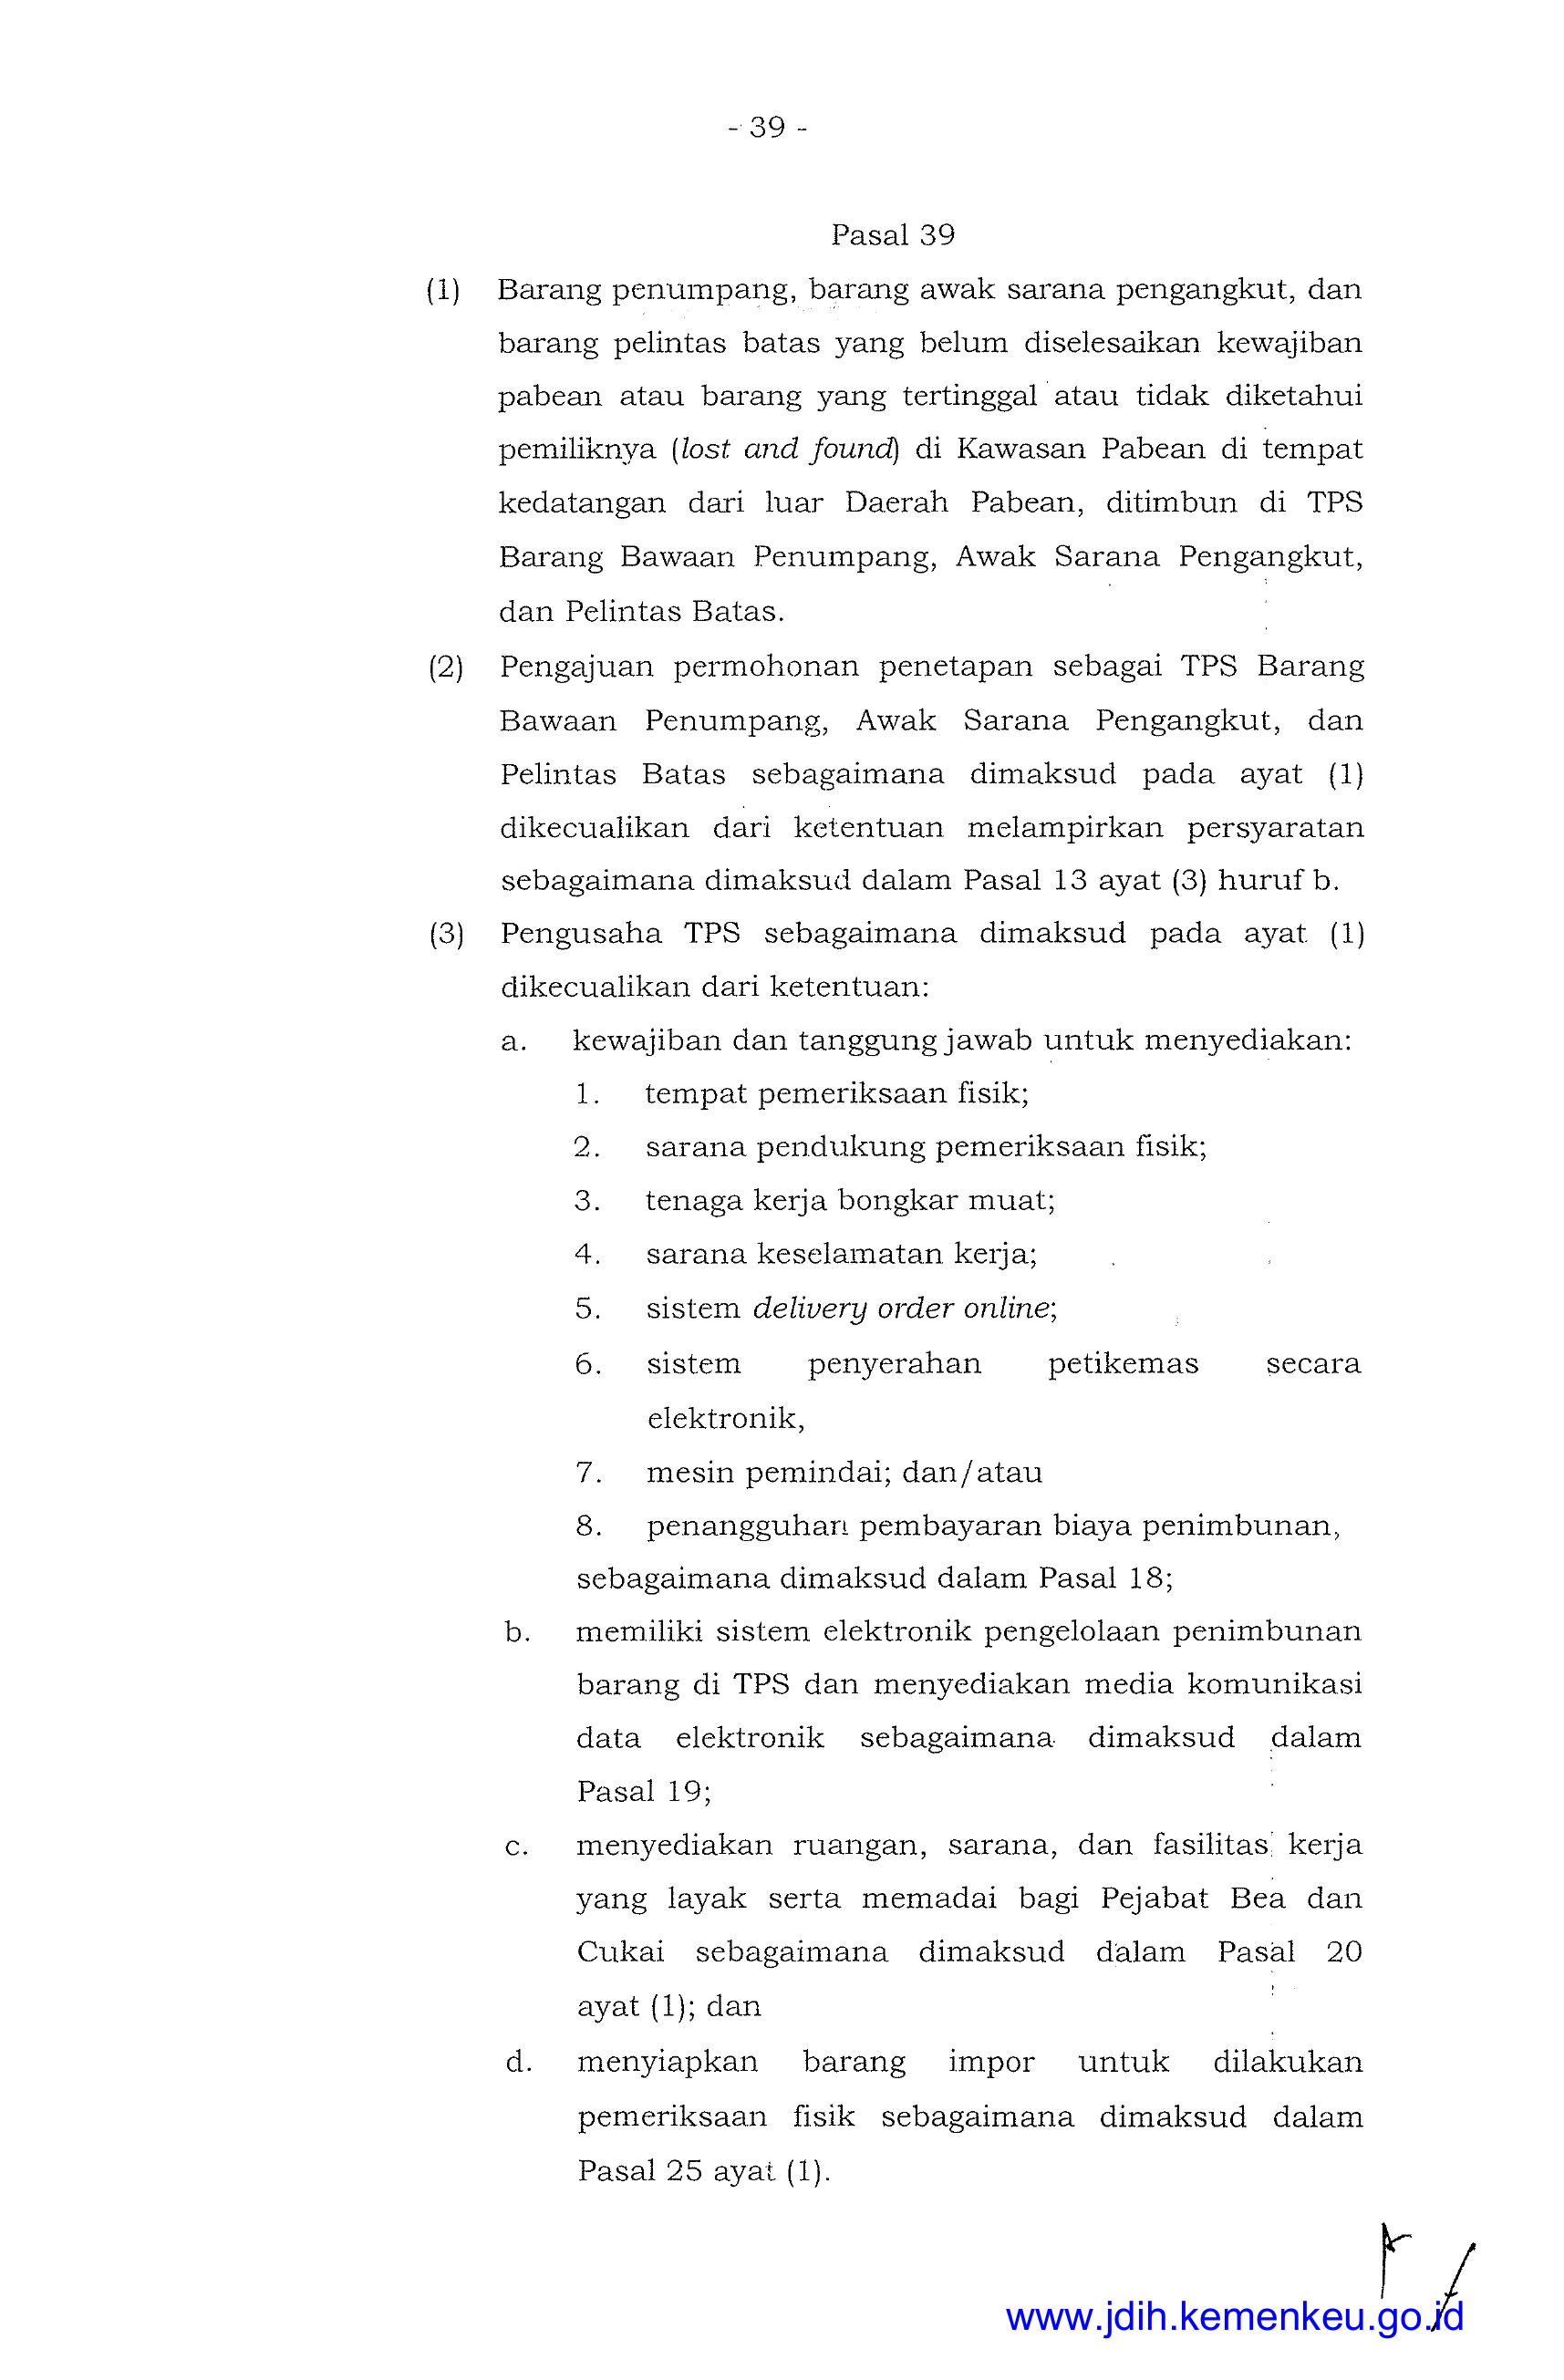 - 39 -
Pasal 39
(1) Barang penumpang, barang awak sarana pengangkut, dan
barang pelintas batas yang belum diselesaikan kewajiban
pabean atau barang yang tertinggal atau tidak diketahui
pemiliknya (lost and found) di Kawasan Pabean di tempat
kedatangan dari luar Daerah Pabean, ditimbun di TPS
Barang Bawaan Penumpang, Awak Sarana Pengangkut,
dan Pelintas Batas.
(2) Pengajuan permohonan penetapan sebagai TPS Barang
Bawaan Penumpang, Awak Sarana Pengangkut, dan
Pelintas Batas sebagaimana dimaksud pada ayat (1)
dikecualikan dari ketentuan melampirkan persyaratan
sebagaimana dimaksud dalam Pasal 13 ayat (3) huruf b.
(3) Pengusaha TPS sebagaimana dimaksud pada ayat (1)
dikecualikan dari ketentuan:
a. kewajiban dan tanggung jawab untuk menyediakan:
1. tempat pemeriksaan fisik;
2. sarana pendukung pemeriksaan fisik;
3. tenaga kerja bongkar muat;
4. sarana keselamatan kerja;
5. sistem delivery order online;
6. sistem penyerahan petikemas secara
elektronik,
7. mesin pemindai; dan/atau
8. penangguhan pembayaran biaya penimbunan,
sebagaimana dimaksud dalam Pasal 18;
b. memiliki sistem elektronik pengelolaan penimbunan
barang di TPS dan menyediakan media komunikasi
data elektronik sebagaimana dimaksud dalam
Pasal 19;
c. menyediakan ruangan, sarana, dan fasilitas kerja
yang layak serta memadai bagi Pejabat Bea dan
Cukai sebagaimana dimaksud dalam Pasal 20
ayat (1); dan
d. menyiapkan barang impor untuk dilakukan
pemeriksaan fisik sebagaimana dimaksud dalam
Pasal 25 ayat (1).
www.jdih.kemenkeu.go.id